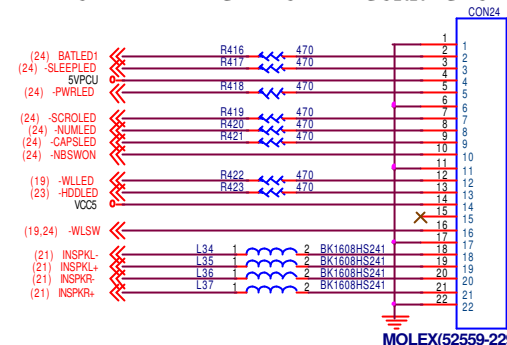 CON24
1 1
(24) BATLED1 R416 470 2 2
(24) -SLEEPLED R417 470 3 3
5VPCU 4 4
(24) -PWRLED R418 470 5 5
6 6
(24) -SCROLED R419 470 7 7
(24) -NUMLED R420 470 8 8
(24) -CAPSLED R421 470 9 9
(24) -NBSWON 10 10
11 11
(19) -WLLED R422 470 12 12
(23) -HDDLED R423 470 13 13
VCC5 14 14
15 15
(19,24) -WLSW 16 16
17 17
(21) INSPKL- L34 1 2 BK1608HS241 18 18
(21) INSPKL+ L35 1 2 BK1608HS241 19 19
(21) INSPKR- L36 1 2 BK1608HS241 20 20
(21) INSPKR+ L37 1 2 BK1608HS241 21 21
22 22